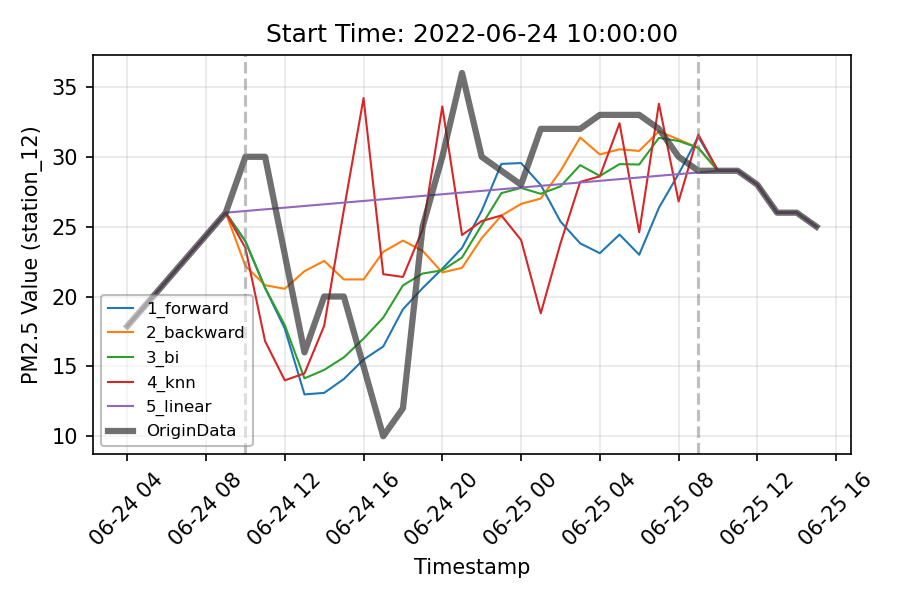 Start Time: 2022-06-24 10:00:00
PM2.5 Value (station_12)
35
30
25
20
15
10
1_forward
2_backward
3_bi
4_knn
5_linear
OriginData
06-24 04
06-24 08
06-24 12
06-24 16
06-24 20
06-25 00
06-25 04
06-25 08
06-25 12
06-25 16
Timestamp